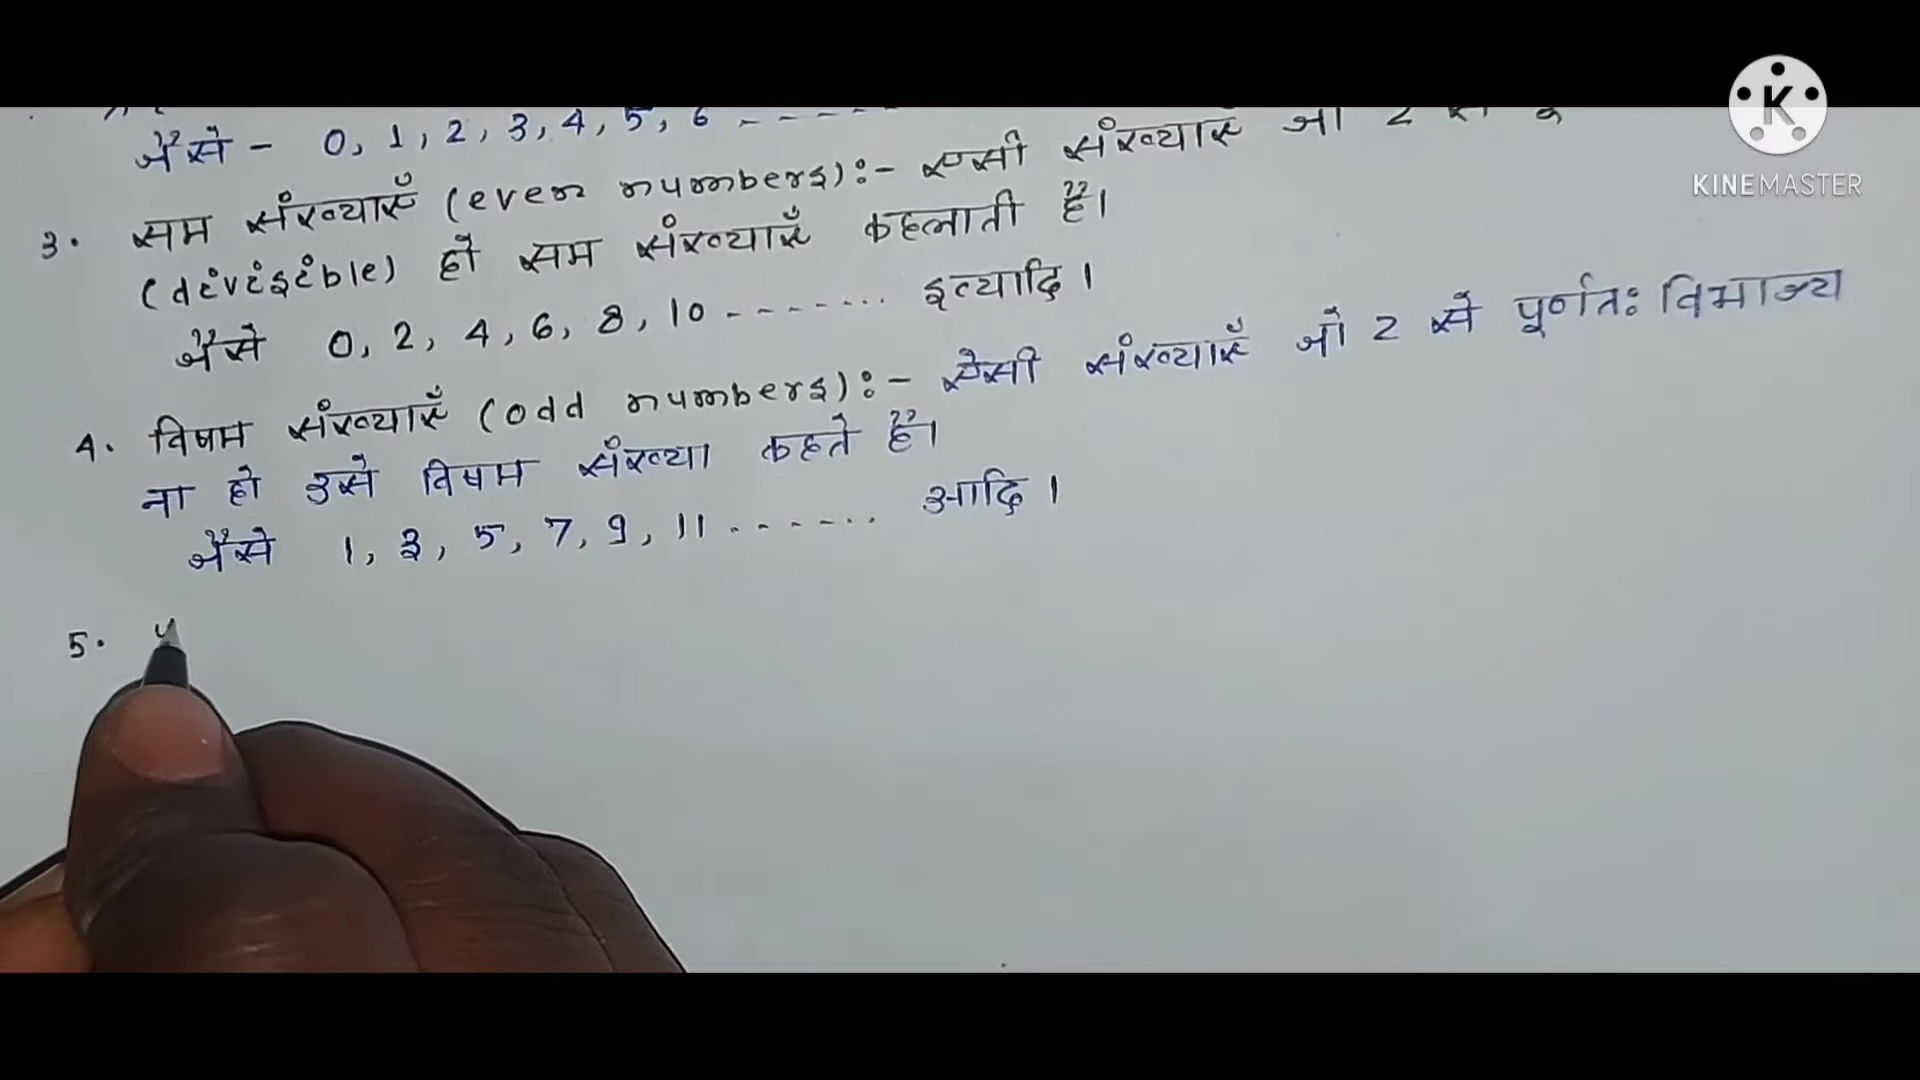 जैसे - 0, 1, 2, 3, 4, 5, 6 -----
3. सम संख्याएँ (even numbers):- एसी संख्याएँ जो 2 से
(divisible) हो सम संख्याएँ कहलाती हैं।
जैसे 0, 2, 4, 6, 8, 10 -------- इत्यादि।
4. विषम संख्याएँ (odd numbers):- ऐसी संख्याएँ जो 2 से पूर्णतः विभाज्य
ना हो उसे विषम संख्या कहते हैं।
जैसे 1, 3, 5, 7, 9, 11 ------- आदि।
5.
KINEMASTER